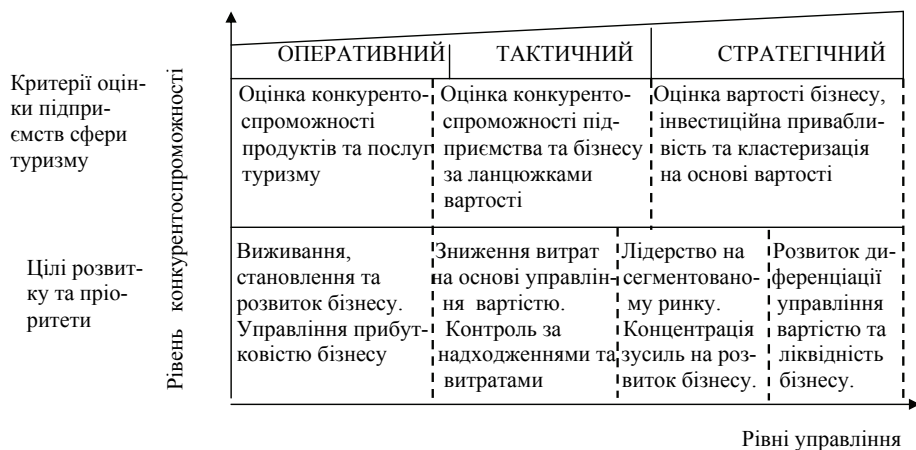 ОПЕРАТИВНИЙ ТАКТИЧНИЙ СТРАТЕГІЧНИЙ
Критерії оцін-
ки підпри-
ємств сфери
туризму
Рівень конкурентоспроможності
Оцінка конкуренто-
спроможності
продуктів та послуг
туризму
Оцінка конкуренто-
спроможності під-
приємства та бізнесу
за ланцюжками
вартості
Оцінка вартості бізнесу,
інвестиційна привабли-
вість та кластеризація
на основі вартості
Цілі розвит-
ку та пріо-
ритети
Виживання,
становлення та
розвиток бізнесу.
Управління прибут-
ковістю бізнесу
Зниження витрат
на основі управлін-
ня вартістю.
Контроль за
надходженнями та
витратами
Лідерство на
сегментовано-
му ринку.
Концентрація
зусиль на роз-
виток бізнесу.
Розвиток ди-
ференціації
управління
вартістю та
ліквідність
бізнесу.
Рівні управління